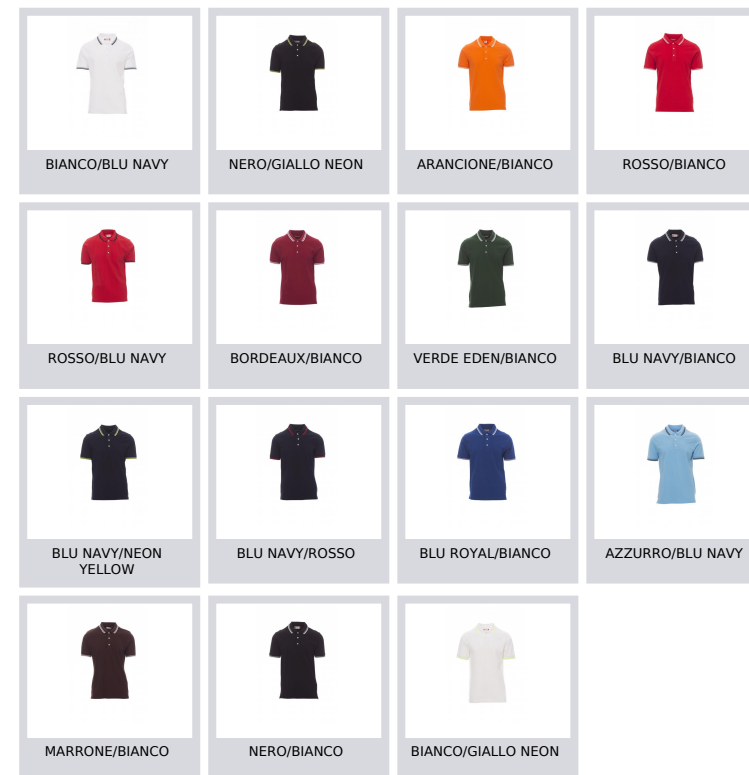 BIANCO/BLU NAVY
NERO/GIALLO NEON
ARANCIONE/BIANCO
ROSSO/BIANCO
ROSSO/BLU NAVY
BORDEAUX/BIANCO
VERDE EDEN/BIANCO
BLU NAVY/BIANCO
BLU NAVY/NEON
YELLOW
BLU NAVY/ROSSO
BLU ROYAL/BIANCO
AZZURRO/BLU NAVY
MARRONE/BIANCO
NERO/BIANCO
BIANCO/GIALLO NEON